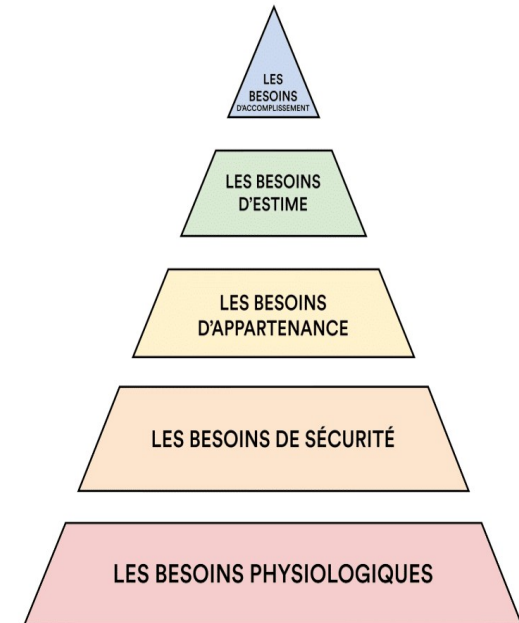 LES
BESOINS
D'ACCOMPLISSEMENT
LES BESOINS
D'ESTIME
LES BESOINS
D'APPARTENANCE
LES BESOINS DE SÉCURITÉ
LES BESOINS PHYSIOLOGIQUES